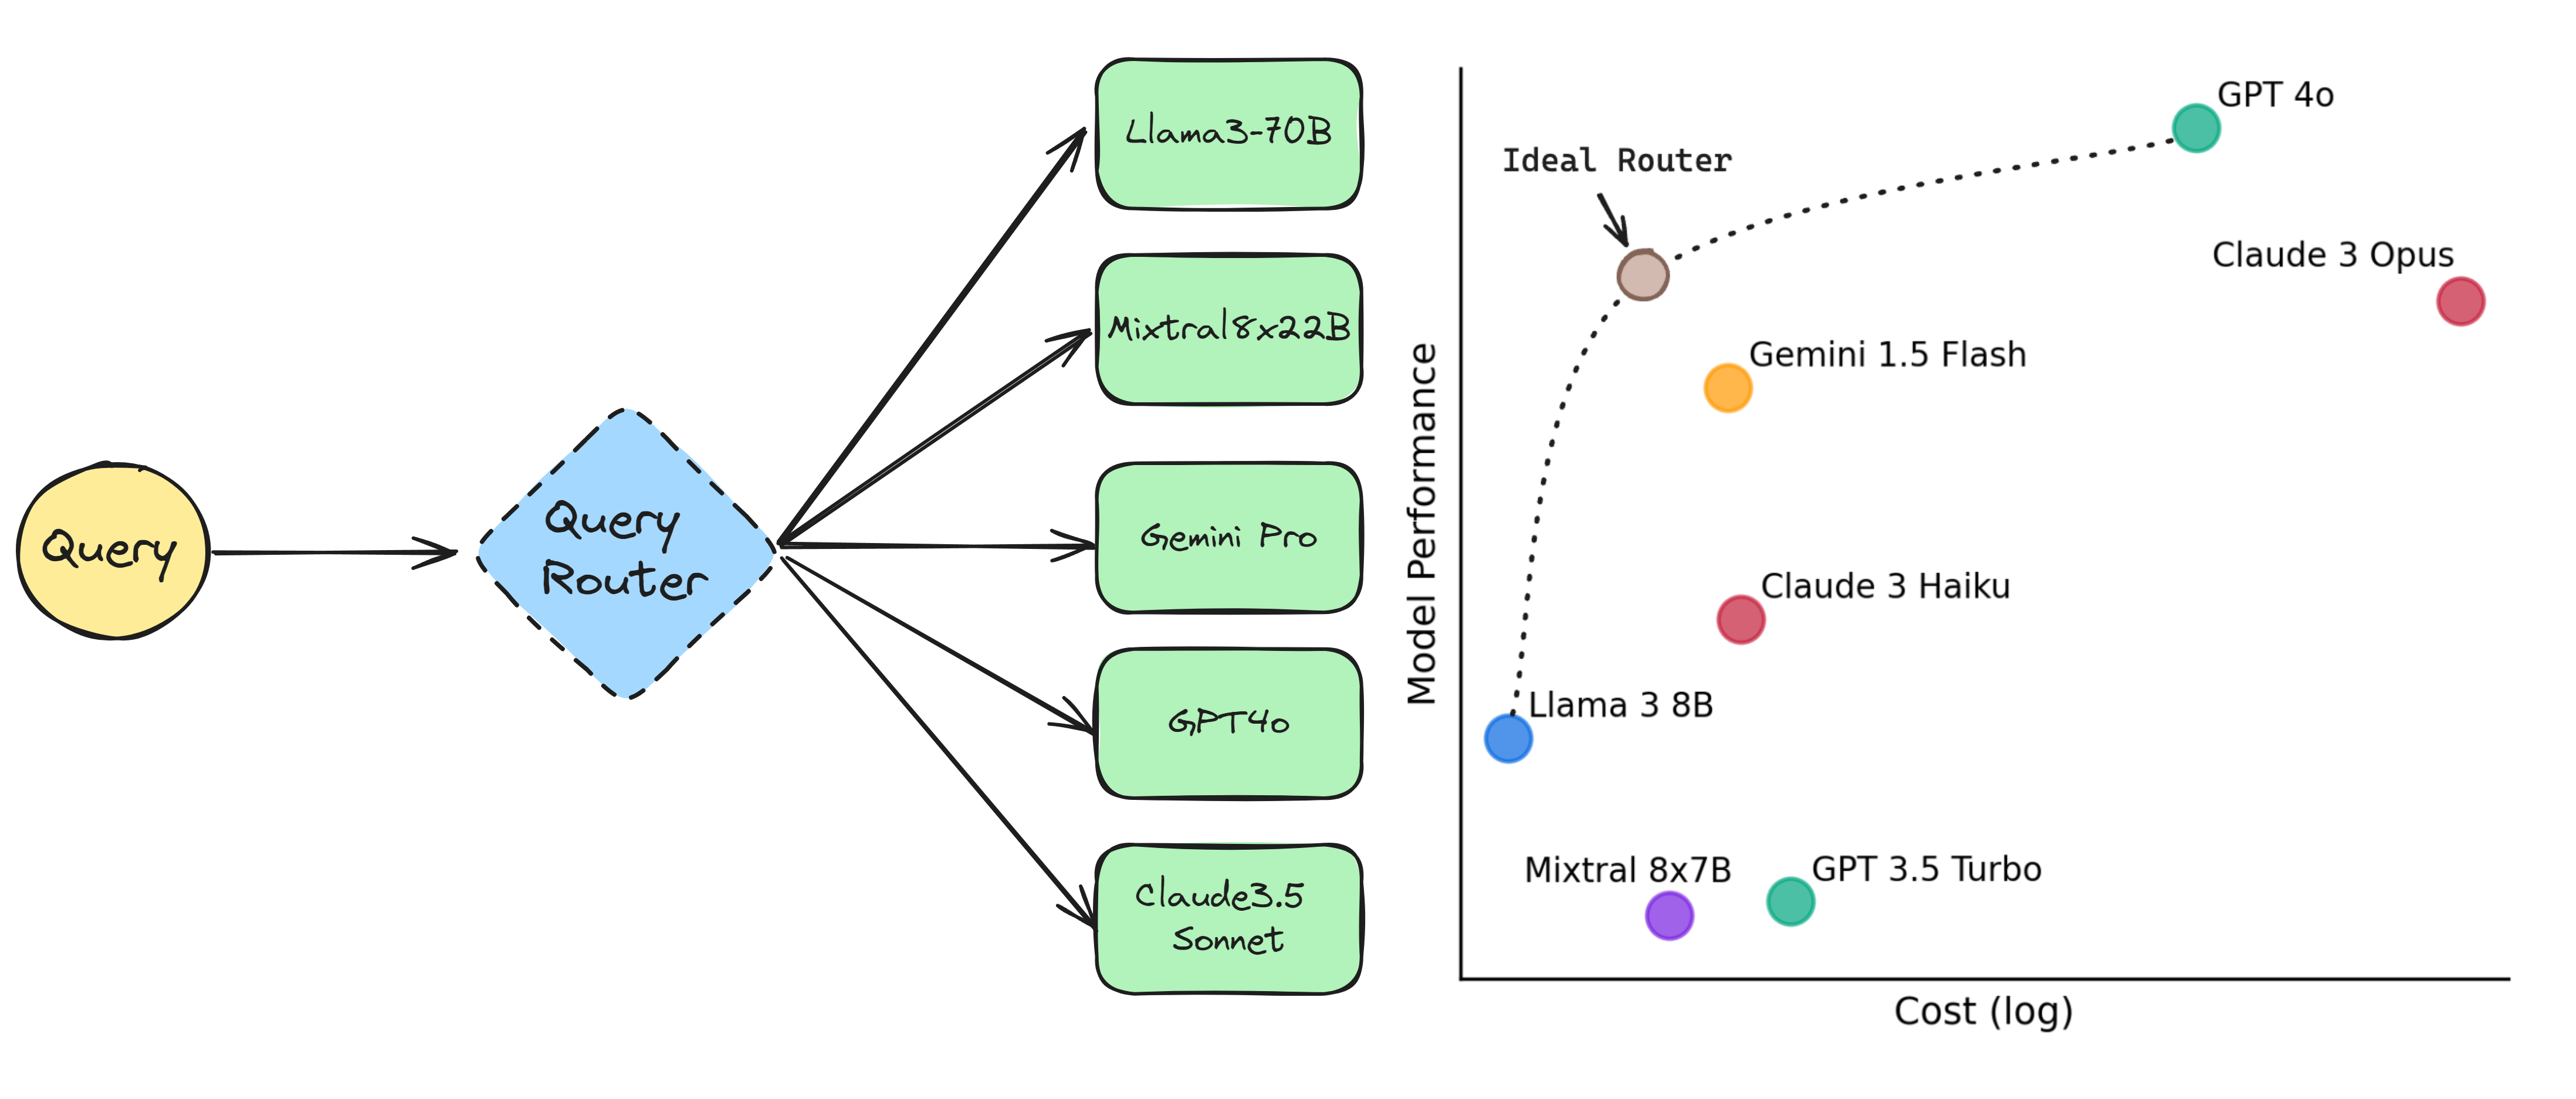 Query
Query
Router
Llama3-70B
Mixtral8x22B
Gemini Pro
GPT4o
Claude3.5
Sonnet
Model Performance
GPT 4o
Ideal Router
Claude 3 Opus
Gemini 1.5 Flash
Claude 3 Haiku
Llama 3 8B
Mixtral 8x7B
GPT 3.5 Turbo
Cost (log)